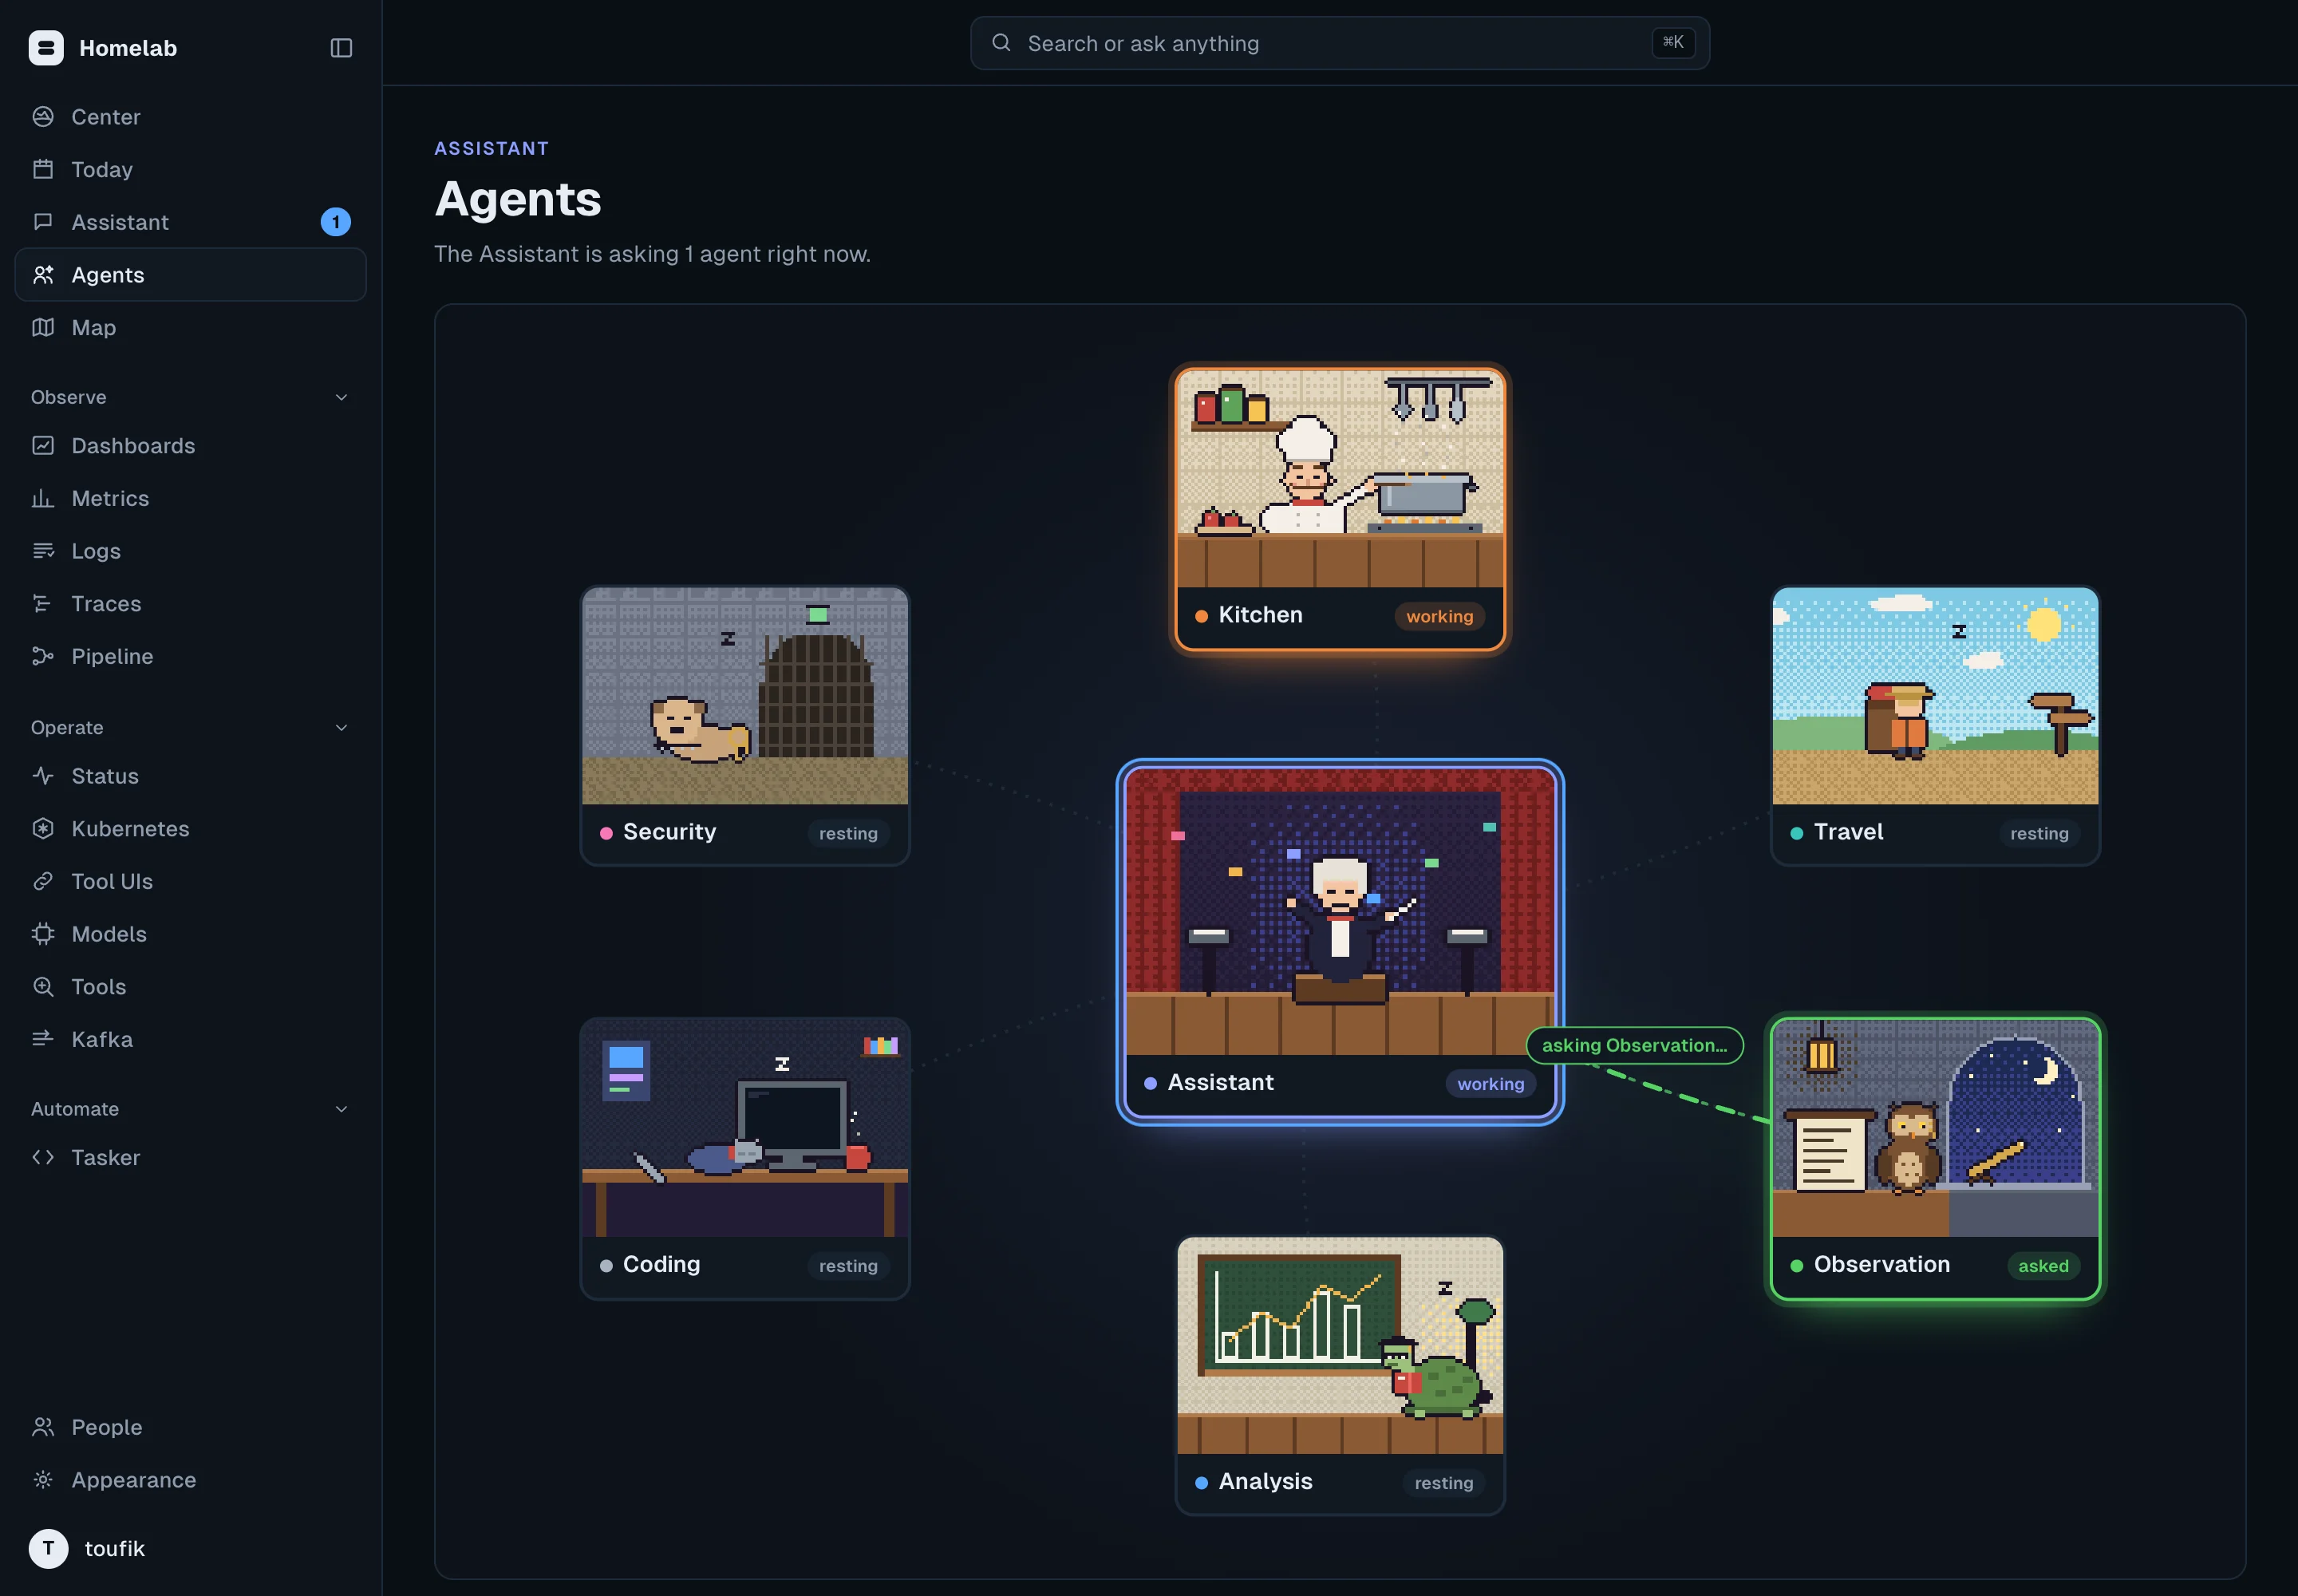 Homelab
Search or ask anything
⌘K
Center
Today
Assistant
1
Agents
Map
Observe
Dashboards
Metrics
Logs
Traces
Pipeline
Operate
Status
Kubernetes
Tool UIs
Models
Tools
Kafka
Automate
Tasker
People
Appearance
T
toufik
ASSISTANT
Agents
The Assistant is asking 1 agent right now.
Kitchen
working
Z
Security
resting
Z
Travel
resting
Assistant
working
asking Observation...
Z
Coding
resting
Observation
asked
Z
Analysis
resting